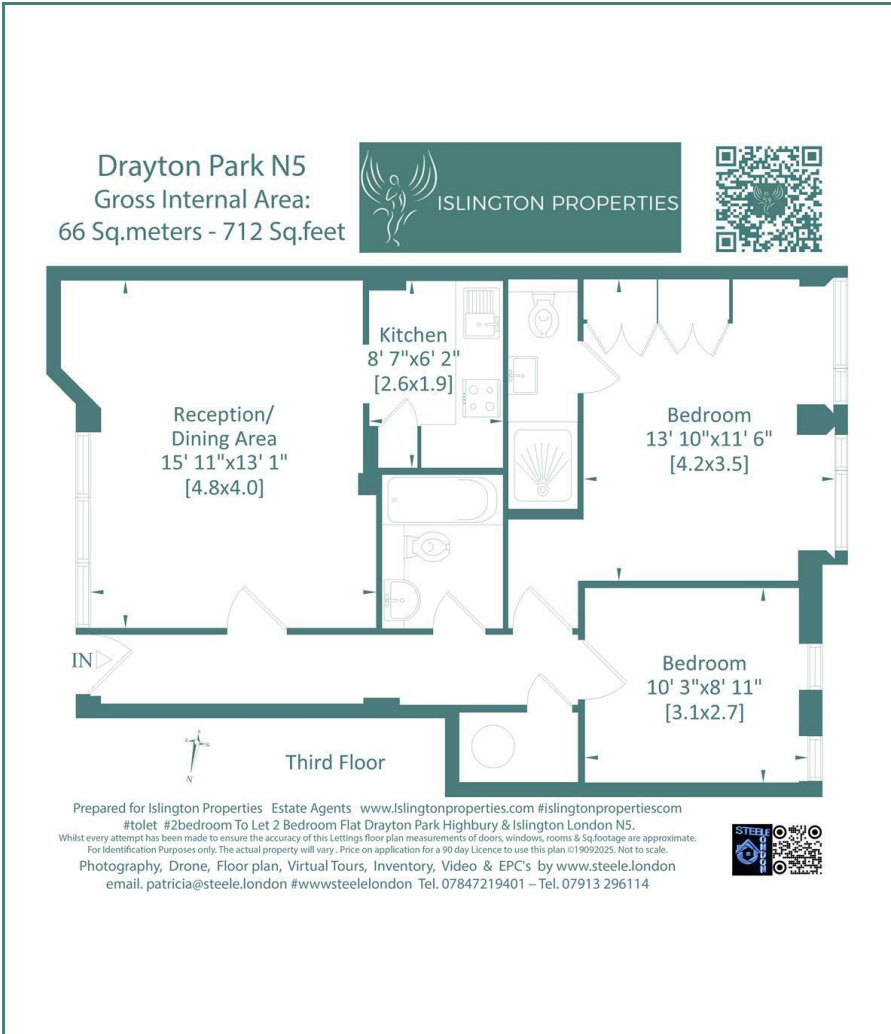 Drayton Park N5
Gross Internal Area:
66 Sq.meters - 712 Sq.feet
ISLINGTON PROPERTIES
Kitchen
8' 7"x6' 2"
[2.6x1.9]
Reception/
Dining Area
15' 11"x13' 1"
[4.8x4.0]
Bedroom
13' 10"x11' 6"
[4.2x3.5]
IN
Bedroom
10' 3"x8' 11"
[3.1x2.7]
N
Third Floor
Prepared for Islington Properties Estate Agents www.Islingtonproperties.com #islingtonpropertiescom
#tolet #2bedroom To Let 2 Bedroom Flat Drayton Park Highbury & Islington London N5.
Whilst every attempt has been made to ensure the accuracy of this Lettings floor plan measurements of doors, windows, rooms & Sq.footage are approximate.
For Identification Purposes only. The actual property will vary . Price on application for a 90 day Licence to use this plan ©19092025. Not to scale.
Photography, Drone, Floor plan, Virtual Tours, Inventory, Video & EPC's by www.steele.london
email. patricia@steele.london #wwwsteelelondon Tel. 07847219401 – Tel. 07913 296114
STEELE
LONDON